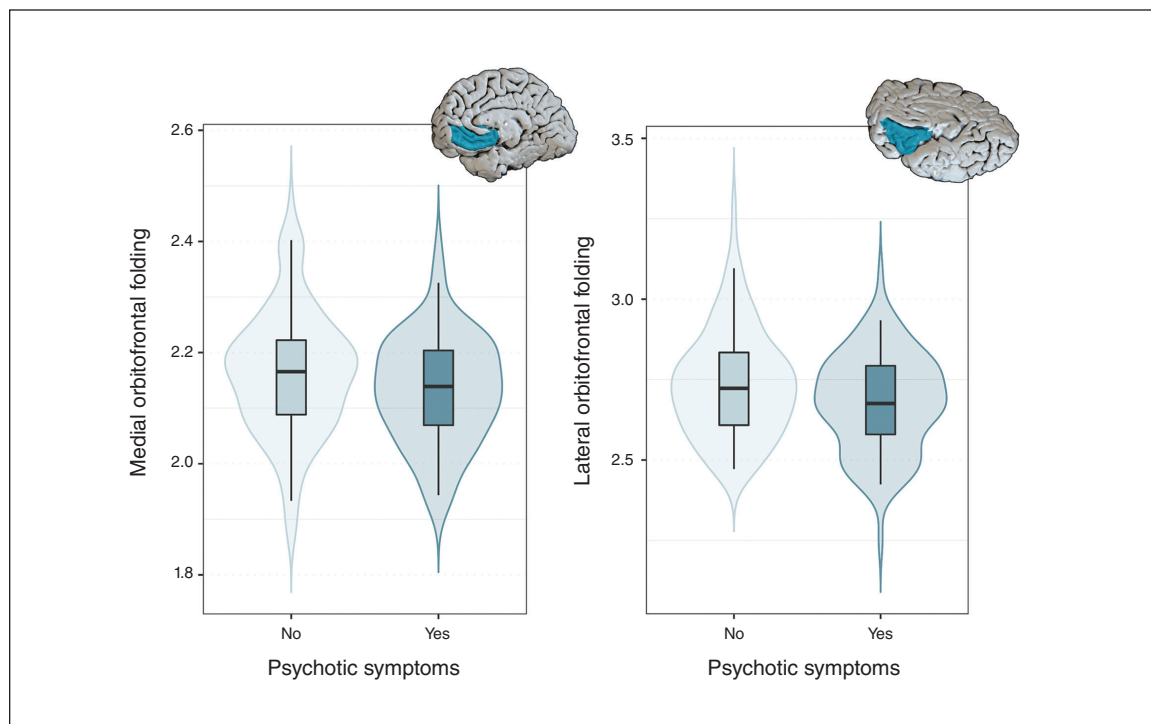 Medial orbitofrontal folding
2.6
2.4
2.2
2.0
1.8
No
Yes
Psychotic symptoms
Lateral orbitofrontal folding
3.5
3.0
2.5
No
Yes
Psychotic symptoms